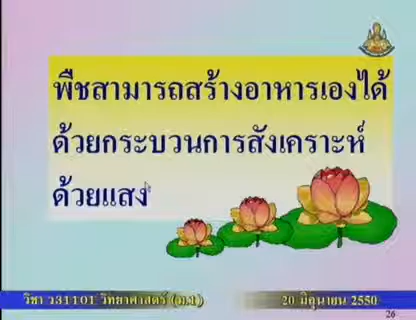 พืชสามารถสร้างอาหารเองได้
ด้วยกระบวนการสังเคราะห์
ด้วยแสง
วิชา ว31101 วิทยาศาสตร์ (ม.1)
20 มิถุนายน 2550
26